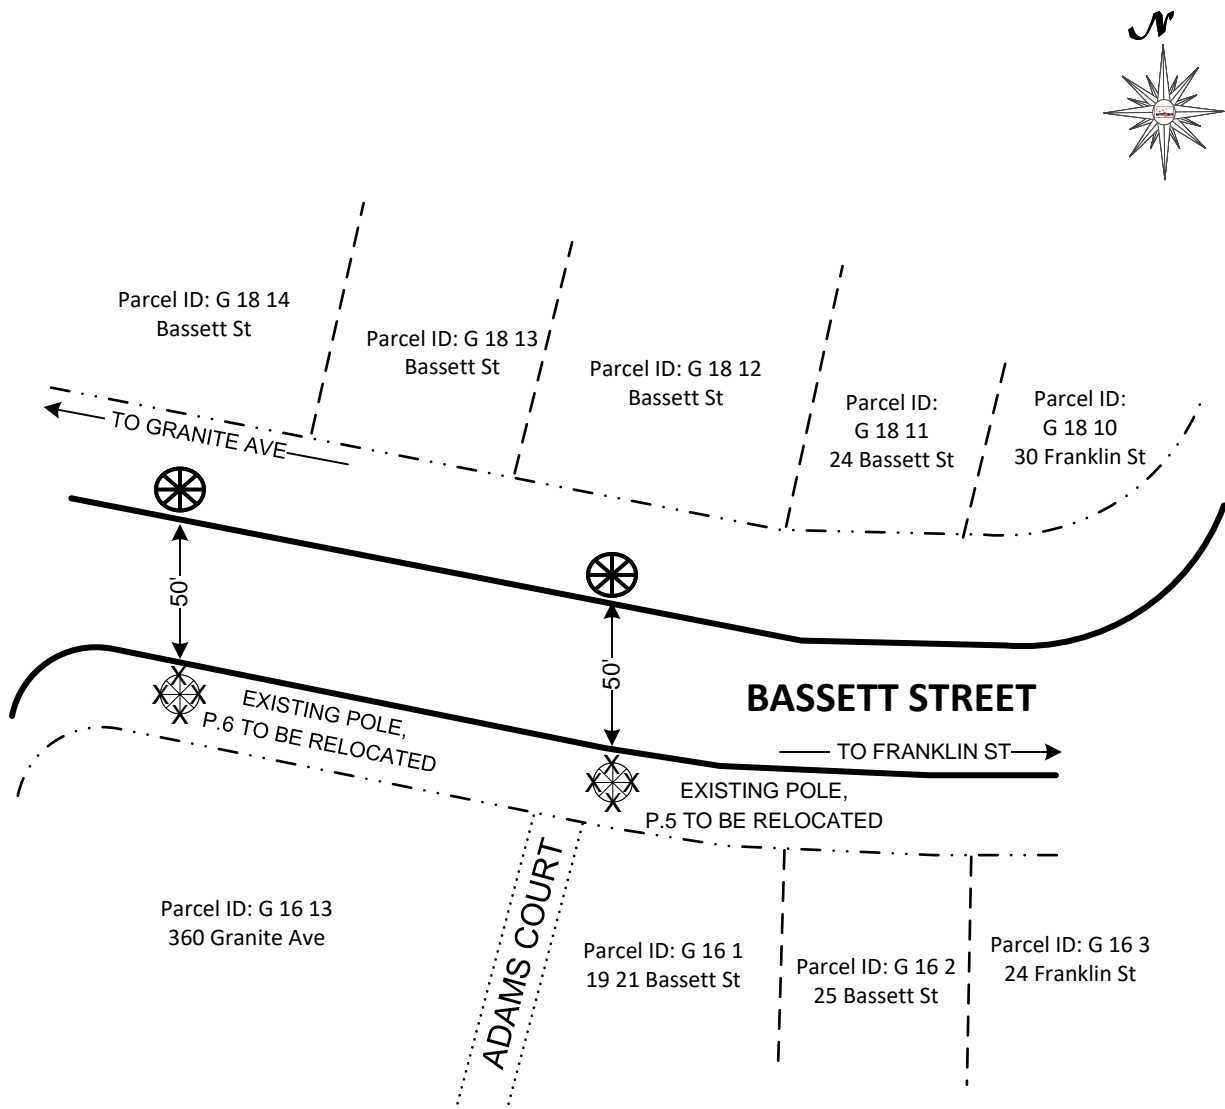 N
Parcel ID: G 18 14
Bassett St
Parcel ID: G 18 13
Bassett St
Parcel ID: G 18 12
Bassett St
Parcel ID:
G 18 11
24 Bassett St
Parcel ID:
G 18 10
30 Franklin St
TO GRANITE AVE
50'
50'
BASSETT STREET
TO FRANKLIN ST
EXISTING POLE,
P.6 TO BE RELOCATED
EXISTING POLE,
P.5 TO BE RELOCATED
ADAMS COURT
Parcel ID: G 16 13
360 Granite Ave
Parcel ID: G 16 1
19 21 Bassett St
Parcel ID: G 16 2
25 Bassett St
Parcel ID: G 16 3
24 Franklin St